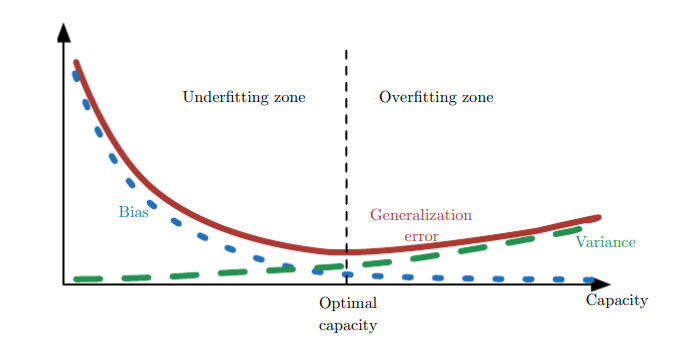 Underfitting zone
Overfitting zone
Bias
Generalization
error
Variance
Optimal
capacity
Capacity